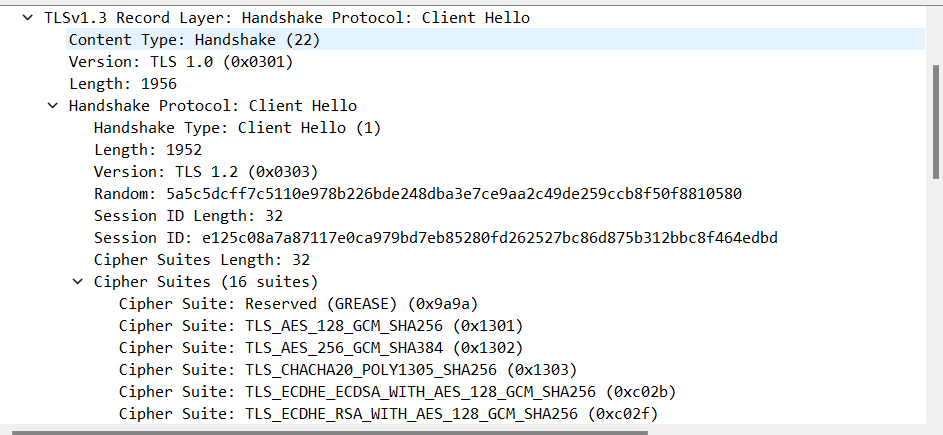 TLSv1.3 Record Layer: Handshake Protocol: Client Hello
Content Type: Handshake (22)
Version: TLS 1.0 (0x0301)
Length: 1956
Handshake Protocol: Client Hello
Handshake Type: Client Hello (1)
Length: 1952
Version: TLS 1.2 (0x0303)
Random: 5a5c5dcff7c5110e978b226bde248dba3e7ce9aa2c49de259ccb8f50f8810580
Session ID Length: 32
Session ID: e125c08a7a87117e0ca979bd7eb85280fd262527bc86d875b312bbc8f464edbd
Cipher Suites Length: 32
Cipher Suites (16 suites)
Cipher Suite: Reserved (GREASE) (0x9a9a)
Cipher Suite: TLS_AES_128_GCM_SHA256 (0x1301)
Cipher Suite: TLS_AES_256_GCM_SHA384 (0x1302)
Cipher Suite: TLS_CHACHA20_POLY1305_SHA256 (0x1303)
Cipher Suite: TLS_ECDHE_ECDSA_WITH_AES_128_GCM_SHA256 (0xc02b)
Cipher Suite: TLS_ECDHE_RSA_WITH_AES_128_GCM_SHA256 (0xc02f)